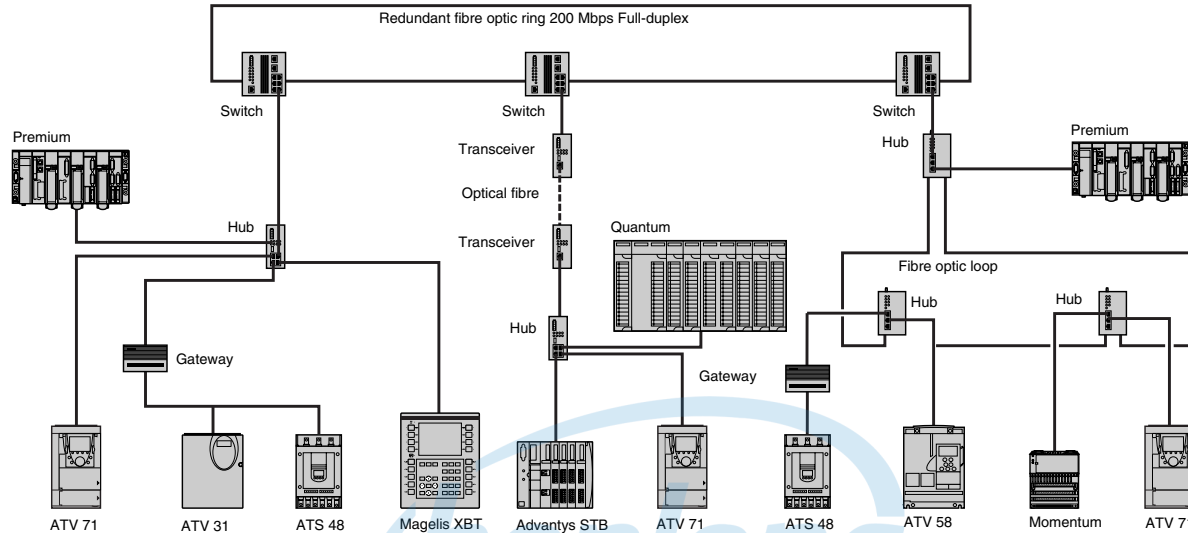 Redundant fibre optic ring 200 Mbps Full-duplex
Switch
Switch
Switch
Premium
Transceiver
Hub
Premium
Optical fibre
Hub
Transceiver
Quantum
Fibre optic loop
Hub
Hub
Hub
Gateway
Gateway
ATV 71
ATV 31
ATS 48
Magelis XBT
Advantys STB
ATV 71
ATS 48
ATV 58
Momentum
ATV 7